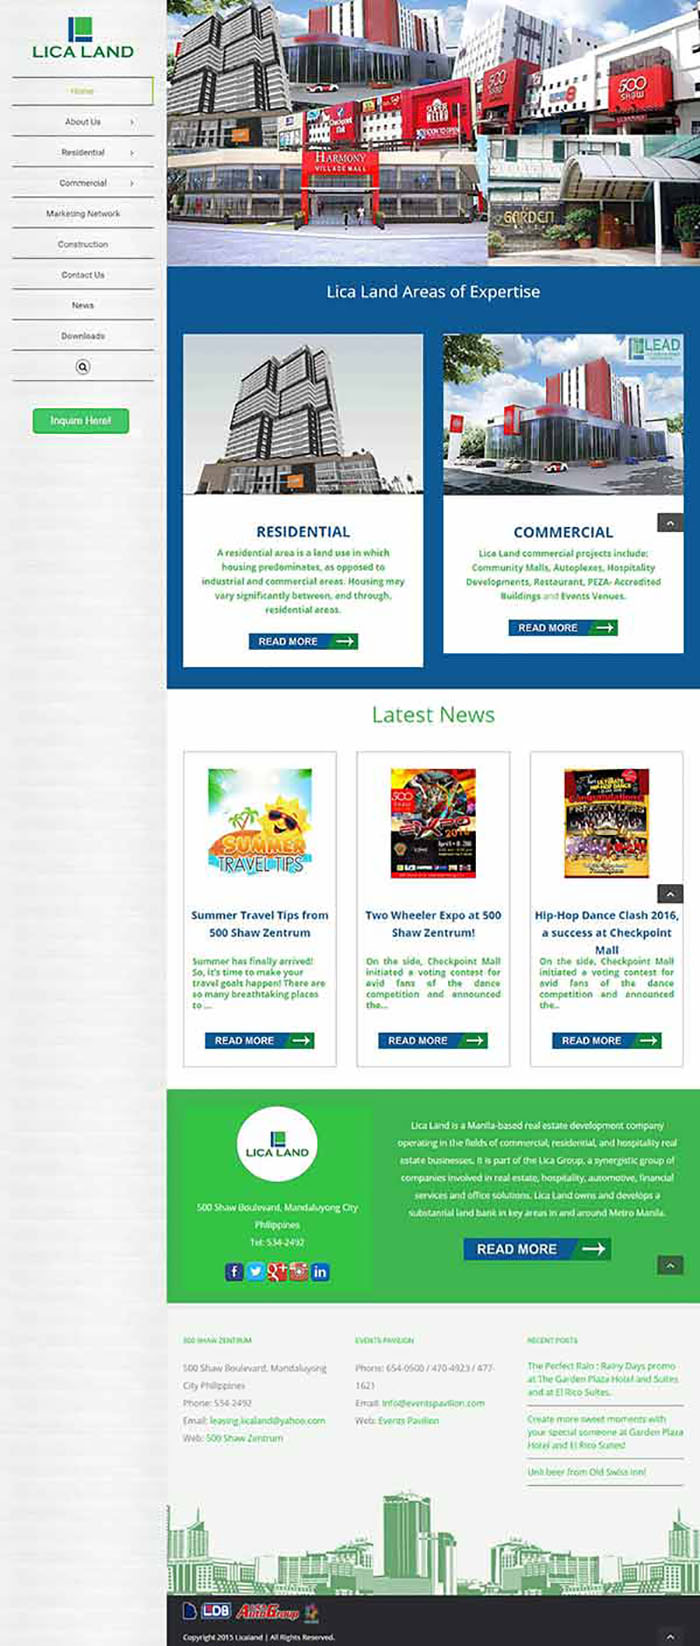 LICA LAND
Home
About Us
Residential
Commercial
Marketing Network
Construction
Contact Us
News
Downloads
Inquire Here!
500
SHAW
500
SHAW
Checkpoint
Mall
SUPER
METRO
SOON TO OPEN
HARMONY
VILLAGE MALL
GARDEN
Lica Land Areas of Expertise
LEAD
RESIDENTIAL
A residential area is a land use in which
housing predominates, as opposed to
industrial and commercial areas. Housing may
vary significantly between, and through,
residential areas.
READ MORE
COMMERCIAL
Lica Land commercial projects include:
Community Malls, Autoplexes, Hospitality
Developments, Restaurant, PEZA- Accredited
Buildings and Events Venues.
READ MORE
Latest News
SUMMER
TRAVEL TIPS
Summer Travel Tips from
500 Shaw Zentrum
Summer has finally arrived!
So, it's time to make your
travel goals happen! There are
so many breathtaking places
to ...
READ MORE
500
EXPO
2016
Two Wheeler Expo at 500
Shaw Zentrum!
On the side, Checkpoint Mall
initiated a voting contest for
avid fans of the dance
competition and announced
the...
READ MORE
ULTIMATE
HIP-HOP DANCE
Congratulations
Hip-Hop Dance Clash 2016,
a success at Checkpoint
Mall
On the side, Checkpoint Mall
initiated a voting contest for
avid fans of the dance
competition and announced
the..
READ MORE
LICA LAND
500 Shaw Boulevard, Mandaluyong City
Philippines
Tel: 534-2492
Lica Land is a Manila-based real estate development company
operating in the fields of commercial, residential, and hospitality real
estate businesses. It is part of the Lica Group, a synergistic group of
companies involved in real estate, hospitality, automotive, financial
services and office solutions. Lica Land owns and develops a
substantial land bank in key areas in and around Metro Manila.
READ MORE
500 SHAW ZENTRUM
500 Shaw Boulevard, Mandaluyong
City Philippines
Phone: 534-2492
Email: leasing.licaland@yahoo.com
Web: 500 Shaw Zentrum
EVENTS PAVILION
Phone: 654-0500 / 470-4923 / 477-
1621
Email: info@eventspavilion.com
Web: Events Pavilion
RECENT POSTS
The Perfect Rain : Rainy Days promo
at The Garden Plaza Hotel and Suites
and at El Rico Suites.
Create more sweet moments with
your special someone at Garden Plaza
Hotel and El Rico Suites!
Unli beer from Old Swiss Inn!
LDB
AutoGroup
Copyright 2015 Licaland | All Rights Reserved.